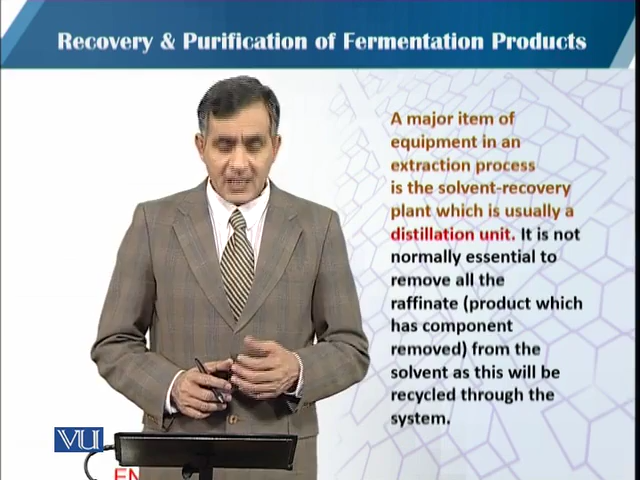 Recovery & Purification of Fermentation Products
A major item of
equipment in an
extraction process
is the solvent-recovery
plant which is usually a
distillation unit. It is not
normally essential to
remove all the
raffinate (product which
has component
removed) from the
solvent as this will be
recycled through the
system.
VU
EN